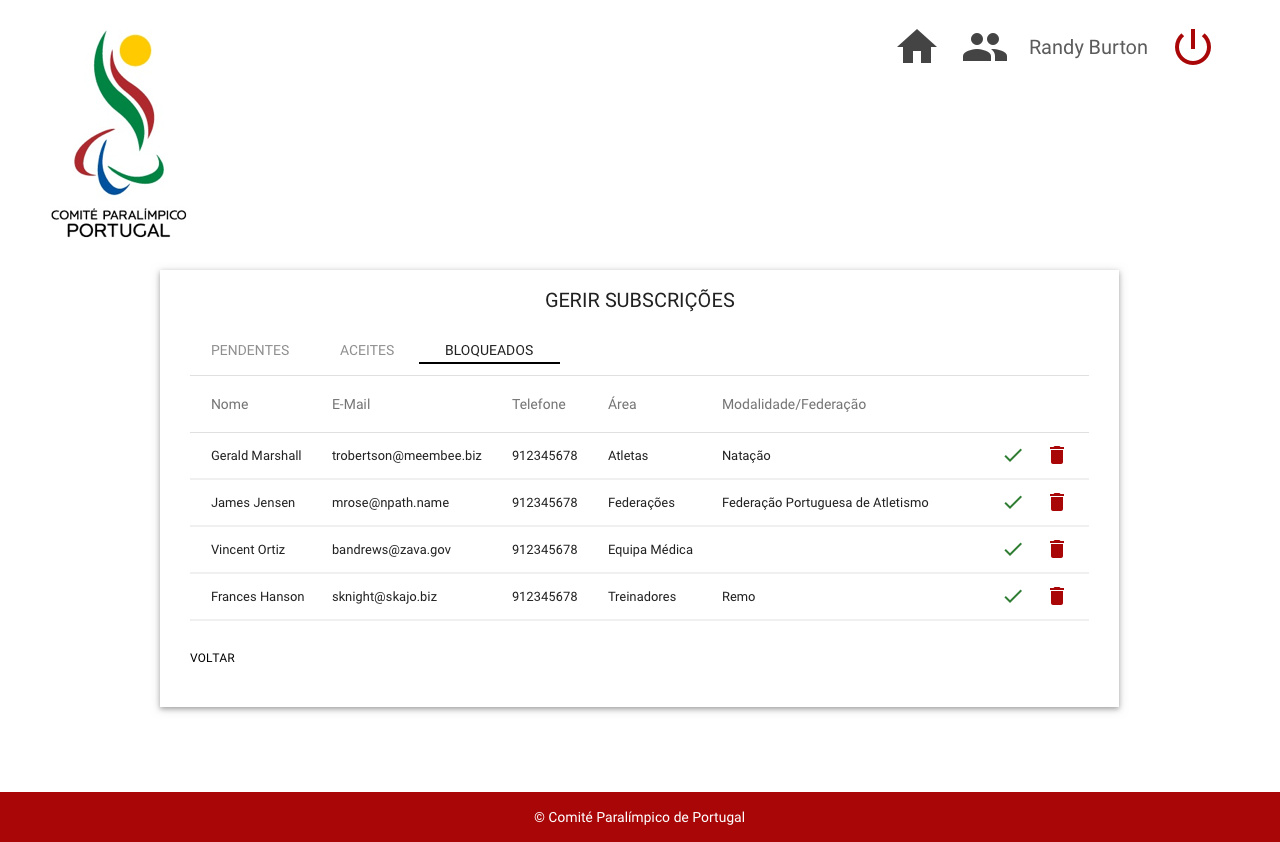 Randy Burton
COMITÉ PARALÍMPICO
PORTUGAL
GERIR SUBSCRIÇÕES
PENDENTES ACEITES BLOQUEADOS
Nome E-Mail Telefone Área Modalidade/Federação
Gerald Marshall trobertson@meembee.biz 912345678 Atletas Natação
James Jensen mrose@npath.name 912345678 Federações Federação Portuguesa de Atletismo
Vincent Ortiz bandrews@zava.gov 912345678 Equipa Médica
Frances Hanson sknight@skajo.biz 912345678 Treinadores Remo
VOLTAR
© Comité Paralímpico de Portugal